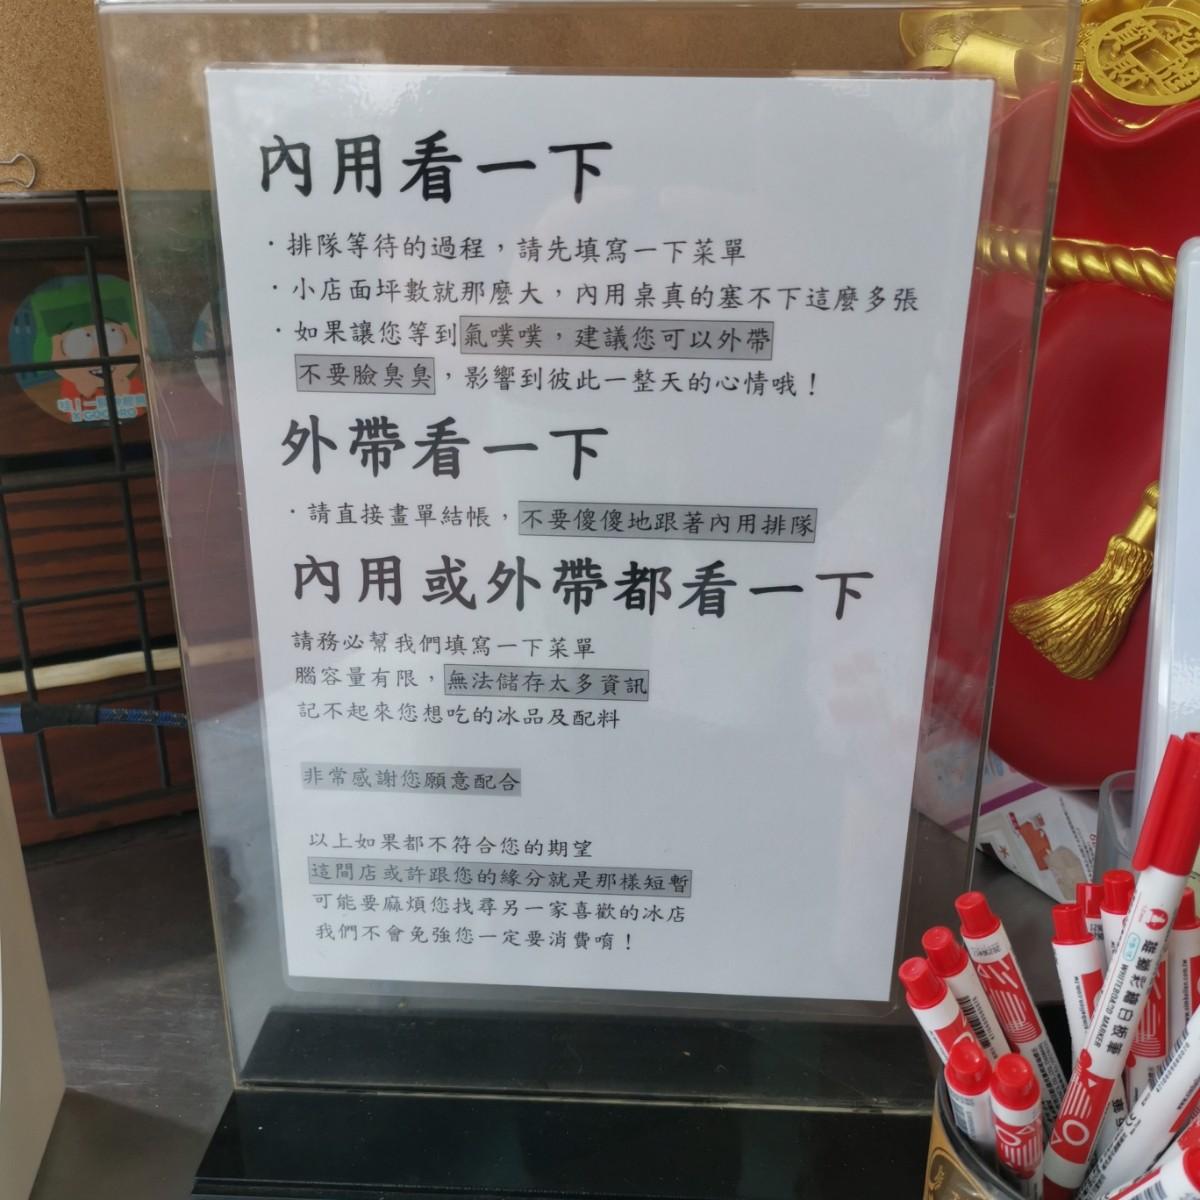 內用看一下
・排隊等待的過程，請先填寫一下菜單
・小店面坪數就那麼大，內用桌真的塞不下這麼多張
・如果讓您等到氣噗噗，建議您可以外帶
不要臉臭臭，影響到彼此一整天的心情哦！
外帶看一下
・請直接畫單結帳，不要傻傻地跟著內用排隊
內用或外帶都看一下
請務必幫我們填寫一下菜單
腦容量有限，無法儲存太多資訊
記不起來您想吃的冰品及配料
非常感謝您願意配合
以上如果都不符合您的期望
這間店或許跟您的緣分就是那樣短暫
可能要麻煩您找尋另一家喜歡的冰店
我們不會免強您一定要消費唷！
WHITEBOARD MARKER